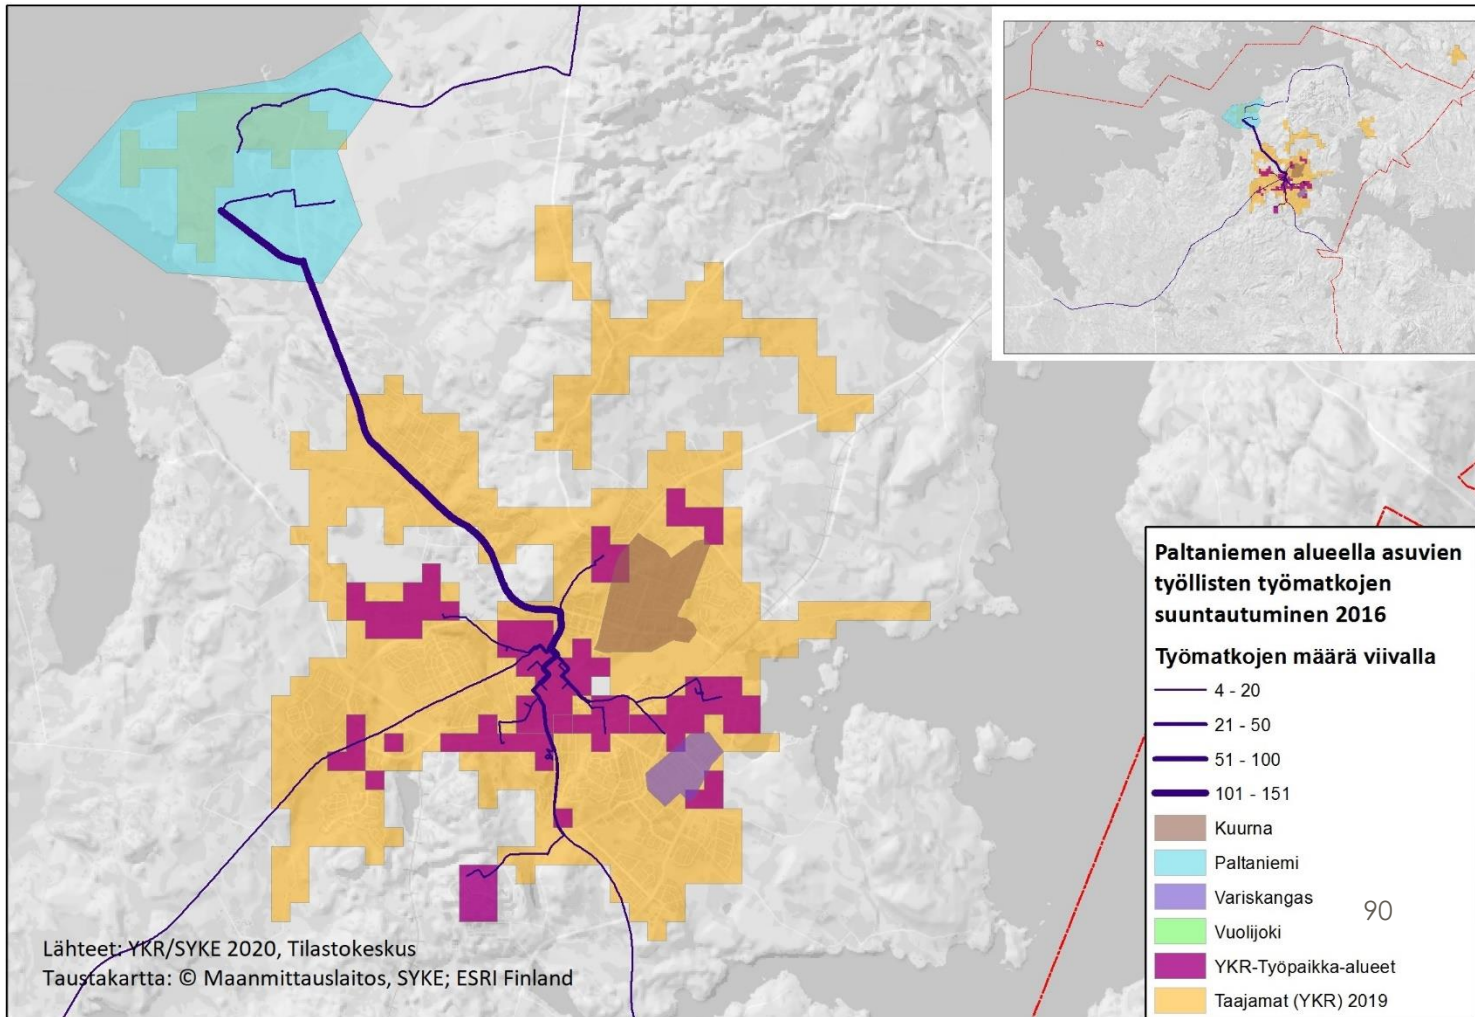 Paltaniemen alueella asuvien
työllisten työmatkojen
suuntautuminen 2016
Työmatkojen määrä viivalla
4 - 20
21 - 50
51 - 100
101 - 151
Kuurna
Paltaniemi
Variskangas
Vuolijoki
YKR-Työpaikka-alueet
Taajamat (YKR) 2019
90
Lähteet: YKR/SYKE 2020, Tilastokeskus
Taustakartta: © Maanmittauslaitos, SYKE; ESRI Finland